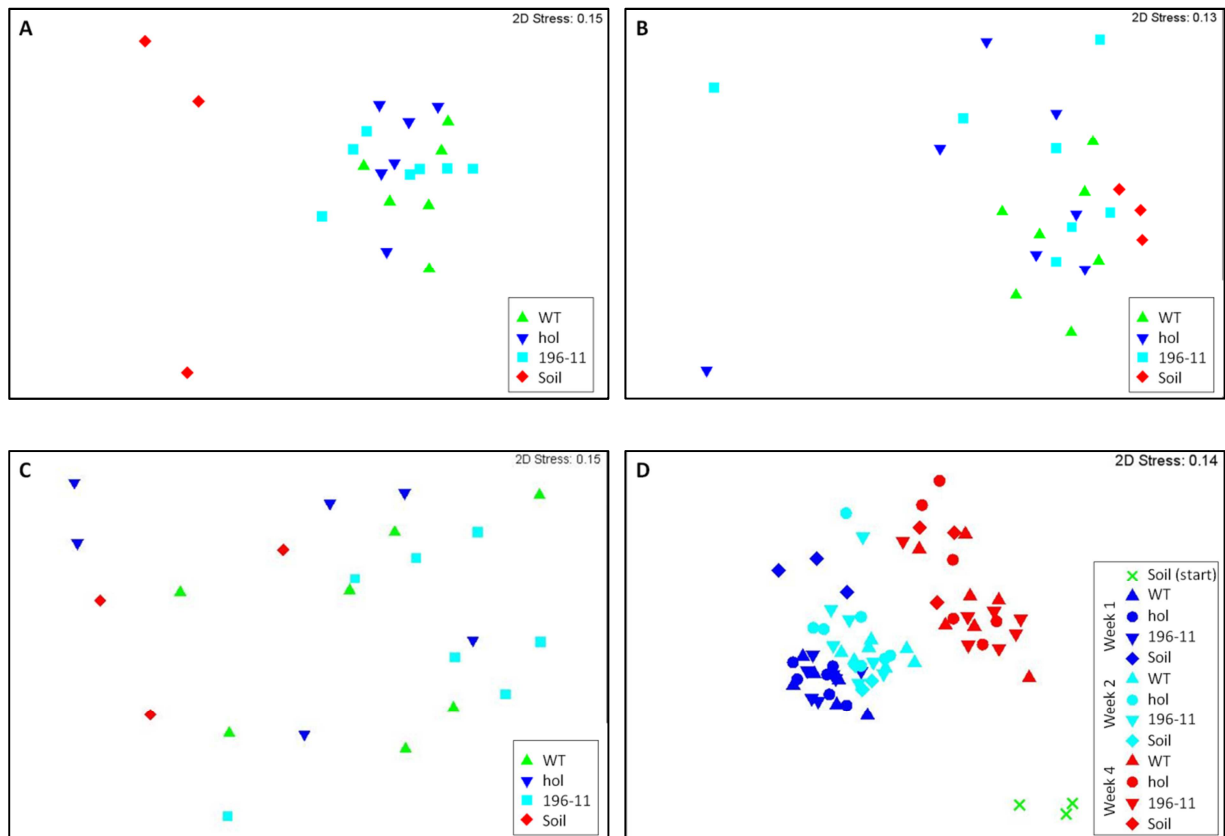 A
2D Stress: 0.15
WT
hol
196-11
Soil
B
2D Stress: 0.13
WT
hol
196-11
Soil
C
2D Stress: 0.15
WT
hol
196-11
Soil
D
2D Stress: 0.14
Soil (start)
Week 1
WT
hol
196-11
Soil
Week 2
WT
hol
196-11
Soil
Week 4
WT
hol
196-11
Soil